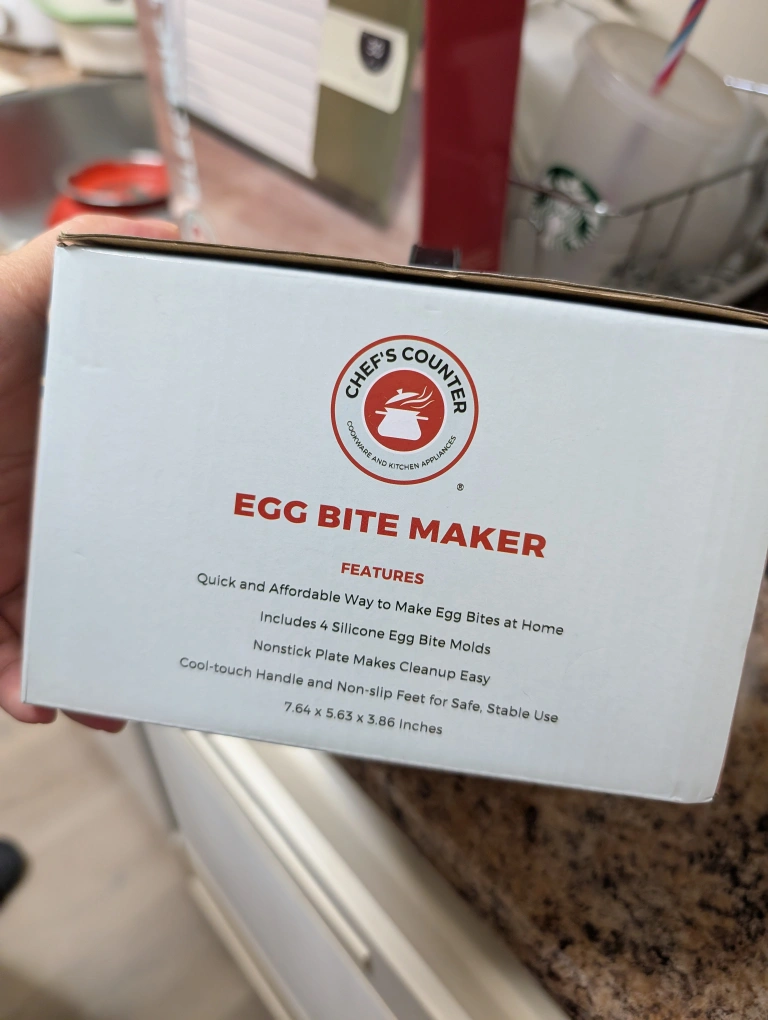 CHEF'S COUNTER
COOKWARE AND KITCHEN APPLIANCES
®
EGG BITE MAKER
FEATURES
Quick and Affordable Way to Make Egg Bites at Home
Includes 4 Silicone Egg Bite Molds
Nonstick Plate Makes Cleanup Easy
Cool-touch Handle and Non-slip Feet for Safe, Stable Use
7.64 x 5.63 x 3.86 Inches